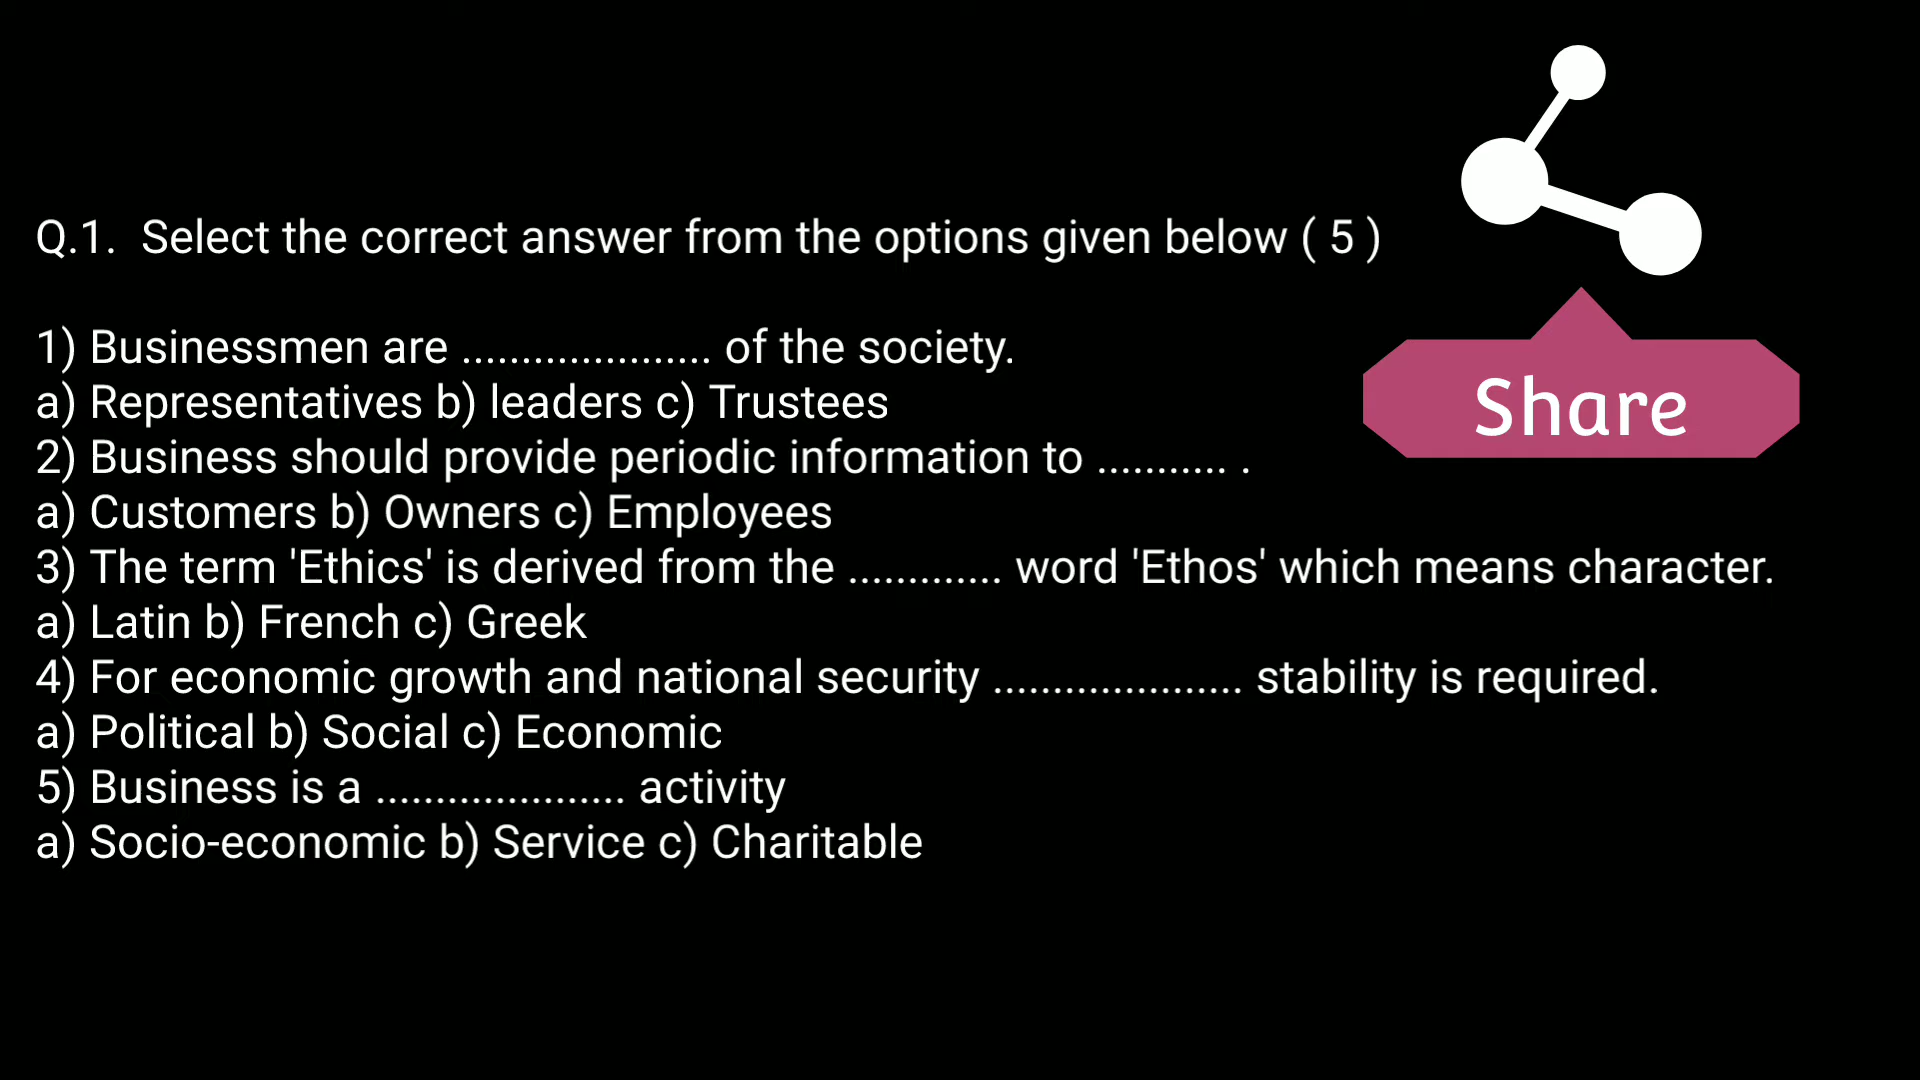 Q.1. Select the correct answer from the options given below ( 5 )
1) Businessmen are ..................... of the society.
a) Representatives b) leaders c) Trustees
2) Business should provide periodic information to ........... .
a) Customers b) Owners c) Employees
3) The term 'Ethics' is derived from the ............. word 'Ethos' which means character.
a) Latin b) French c) Greek
4) For economic growth and national security ..................... stability is required.
a) Political b) Social c) Economic
5) Business is a ..................... activity
a) Socio-economic b) Service c) Charitable
Share